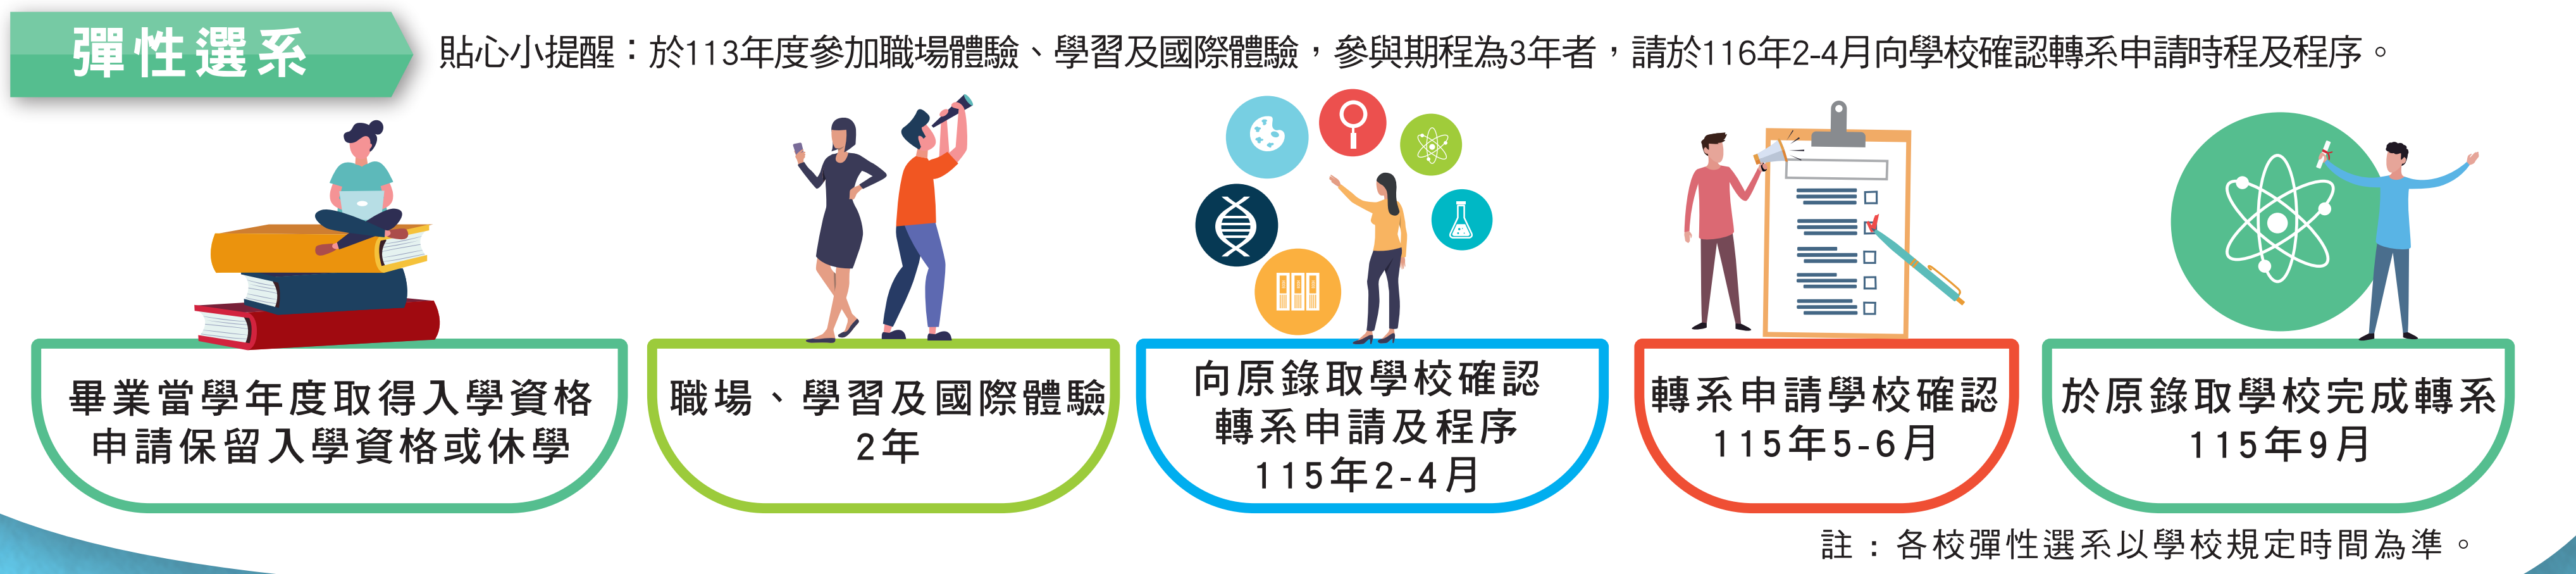 彈性選系
貼心小提醒：於113年度參加職場體驗、學習及國際體驗，參與期程為3年者，請於116年2-4月向學校確認轉系申請時程及程序。
畢業當學年度取得入學資格
申請保留入學資格或休學
職場、學習及國際體驗
2年
向原錄取學校確認
轉系申請及程序
115年2-4月
轉系申請學校確認
115年5-6月
於原錄取學校完成轉系
115年9月
註：各校彈性選系以學校規定時間為準。